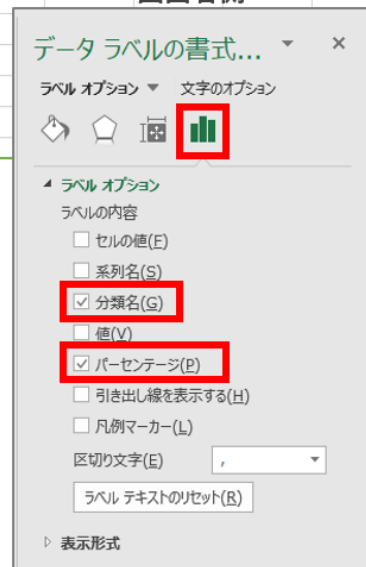 データ ラベルの書式...
ラベル オプション
文字のオプション
ラベル オプション
ラベルの内容
セルの値(F)
系列名(S)
分類名(G)
値(V)
パーセンテージ(P)
引き出し線を表示する(H)
凡例マーカー(L)
区切り文字(E)
,
ラベル テキストのリセット(R)
表示形式